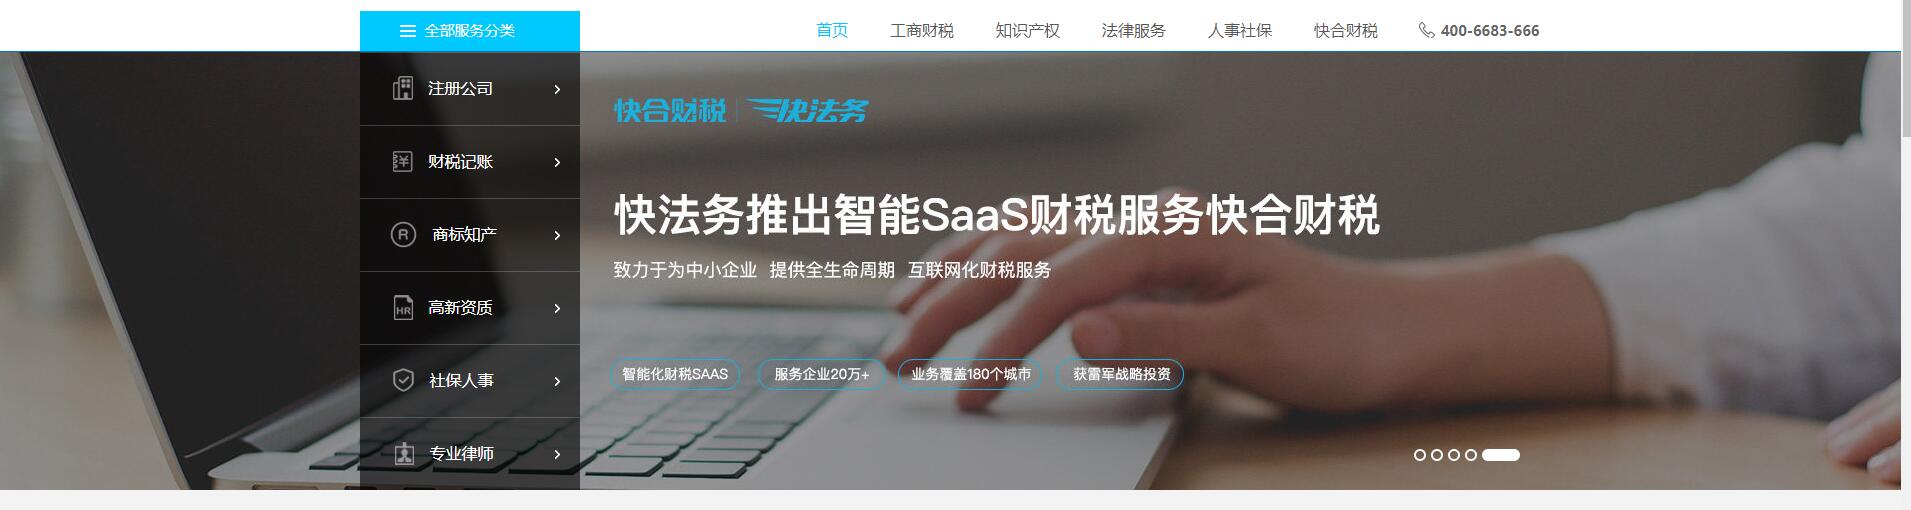 全部服务分类
首页 工商财税 知识产权 法律服务 人事社保 快合财税 400-6683-666
注册公司
财税记账
商标知产
高新资质
HR
社保人事
专业律师
快合财税 快法务
快法务推出智能SaaS财税服务快合财税
致力于为中小企业 提供全生命周期 互联网化财税服务
智能化财税SAAS 服务企业20万+ 业务覆盖180个城市 获雷军战略投资